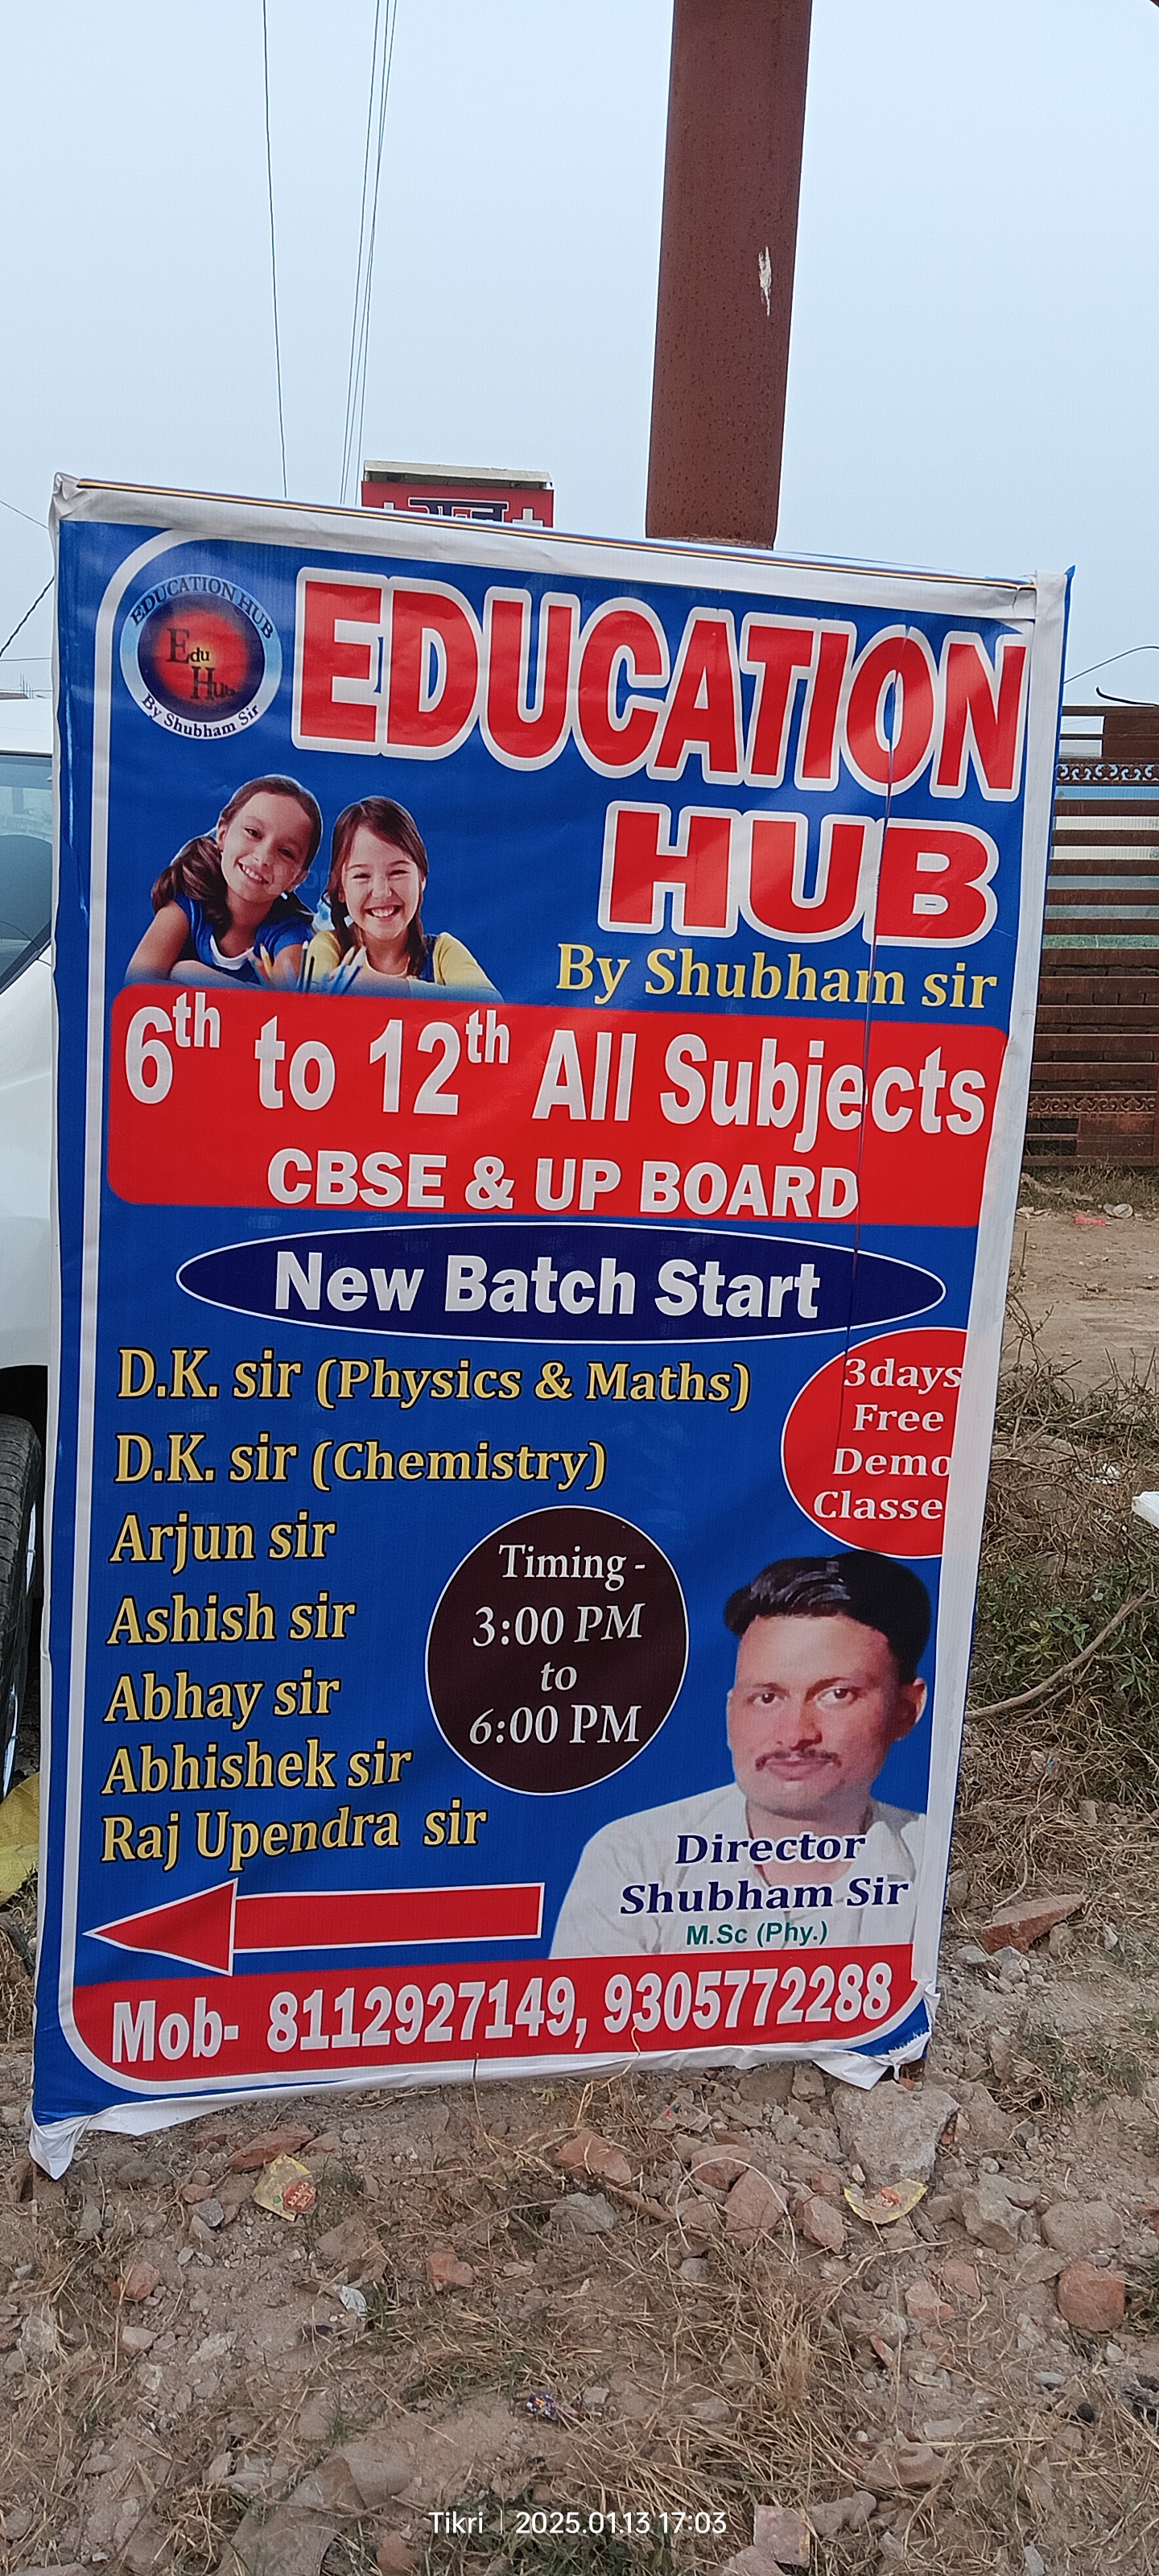 EDUCATION HUB
Edu
Hub
By Shubham Sir
EDUCATION
HUB
By Shubham sir
6th to 12th All Subjects
CBSE & UP BOARD
New Batch Start
D.K. sir (Physics & Maths)
D.K. sir (Chemistry)
Arjun sir
Ashish sir
Abhay sir
Abhishek sir
Raj Upendra sir
3days
Free
Demo
Classe
Timing -
3:00 PM
to
6:00 PM
Director
Shubham Sir
M.Sc (Phy.)
Mob- 8112927149, 9305772288
Tikri | 2025.01.13 17:03